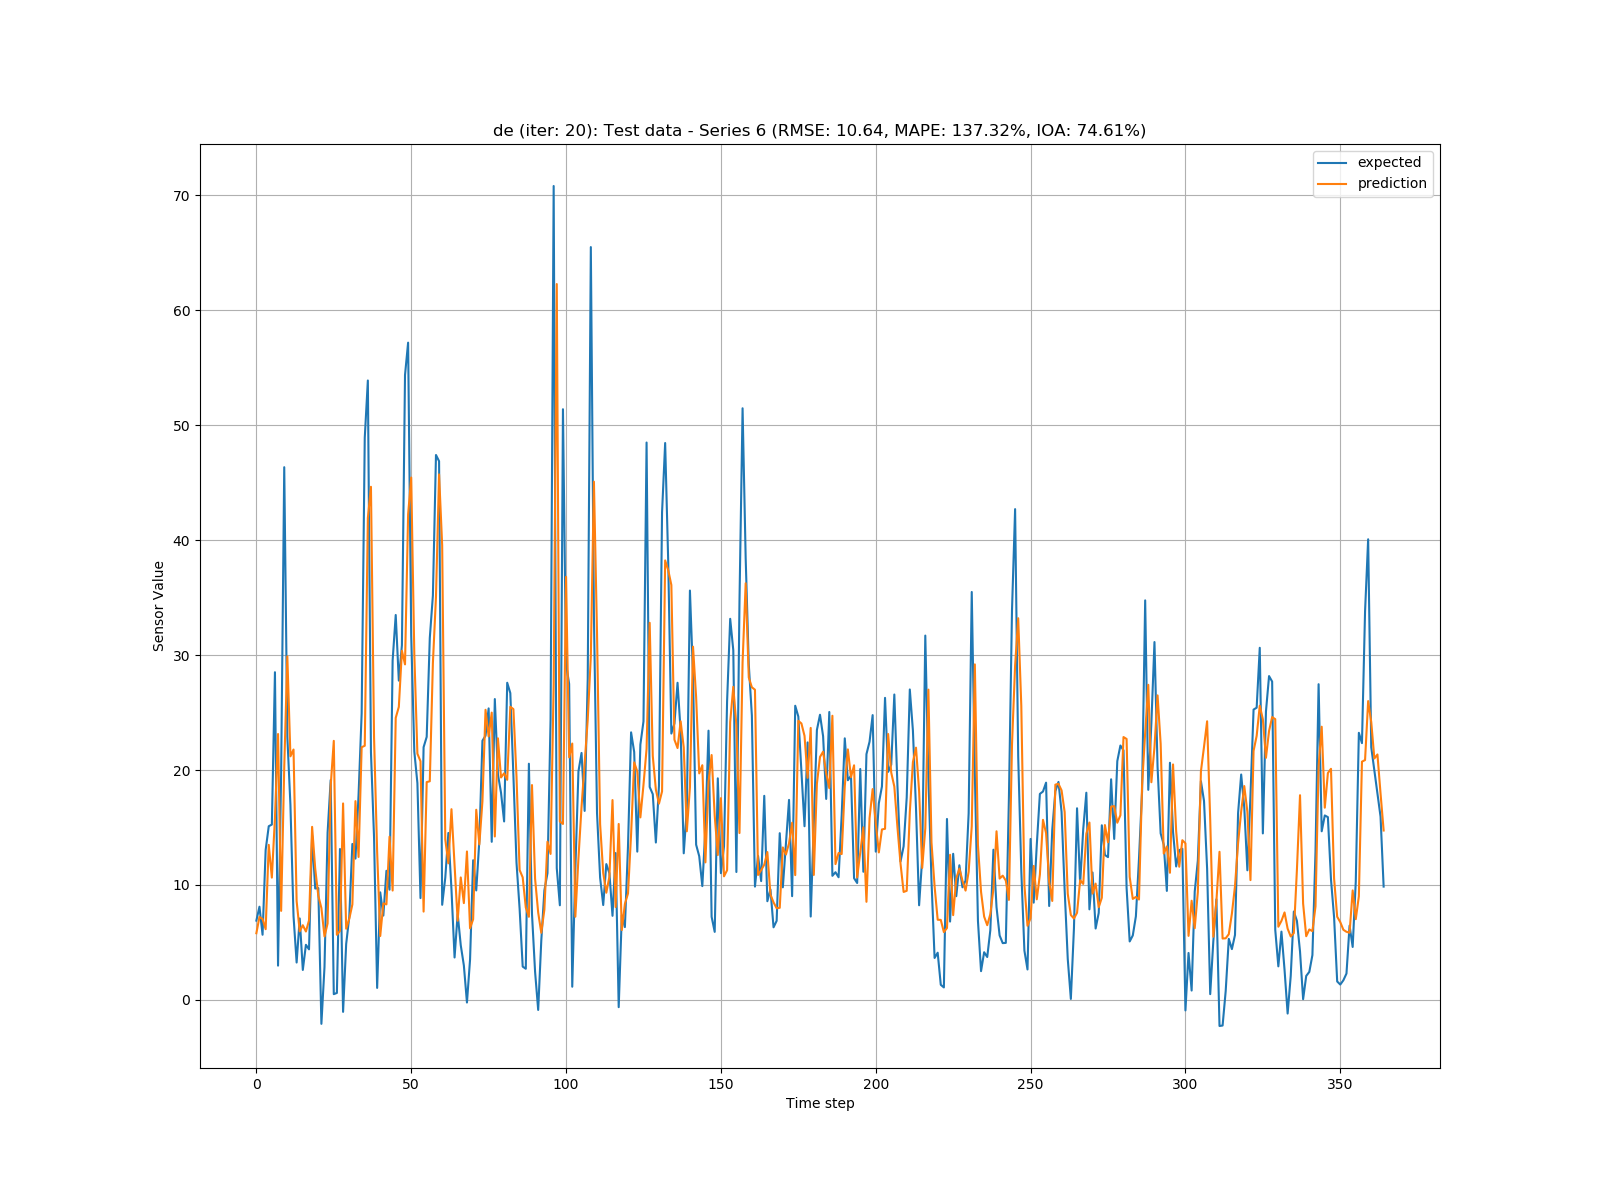 de (iter: 20): Test data - Series 6 (RMSE: 10.64, MAPE: 137.32%, IOA: 74.61%)
expected
prediction
70
60
50
40
30
20
10
0
Sensor Value
0 50 100 150 200 250 300 350
Time step